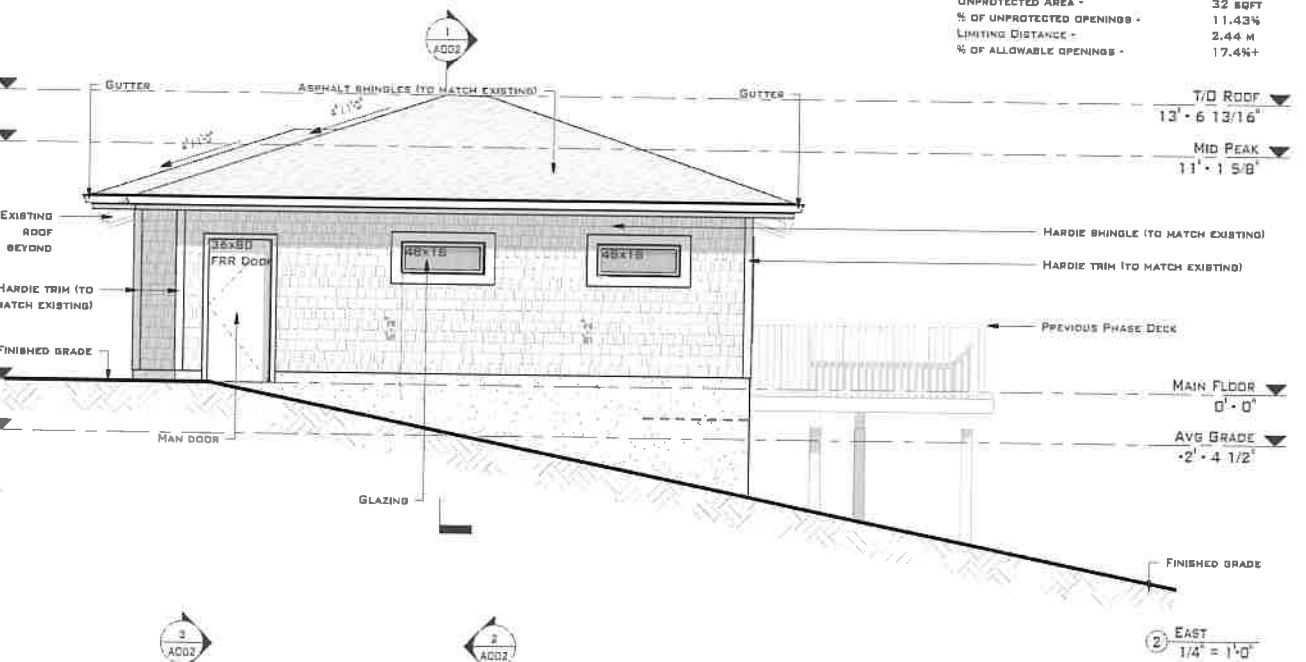 UNPROTECTED AREA - 32 SQFT
% OF UNPROTECTED OPENINGS - 11.43%
LIMITING DISTANCE - 2.44 M
% OF ALLOWABLE OPENINGS - 17.4%+
1
A002
GUTTER
ASPHALT SHINGLES (TO MATCH EXISTING)
GUTTER
T/O ROOF
13' - 6 13/16"
MID PEAK
11' - 1 5/8"
EXISTING
ROOF
BEYOND
36x80
FRR DOOR
48x18
48x18
HARDIE SHINGLE (TO MATCH EXISTING)
HARDIE TRIM (TO MATCH EXISTING)
HARDIE TRIM (TO
MATCH EXISTING)
5'-2"
5'-2"
PREVIOUS PHASE DECK
FINISHED GRADE
MAIN FLOOR
0' - 0"
MAN DOOR
AVG GRADE
-2' - 4 1/2"
GLAZING
FINISHED GRADE
3
A002
2
A002
2 EAST
1/4" = 1'-0"